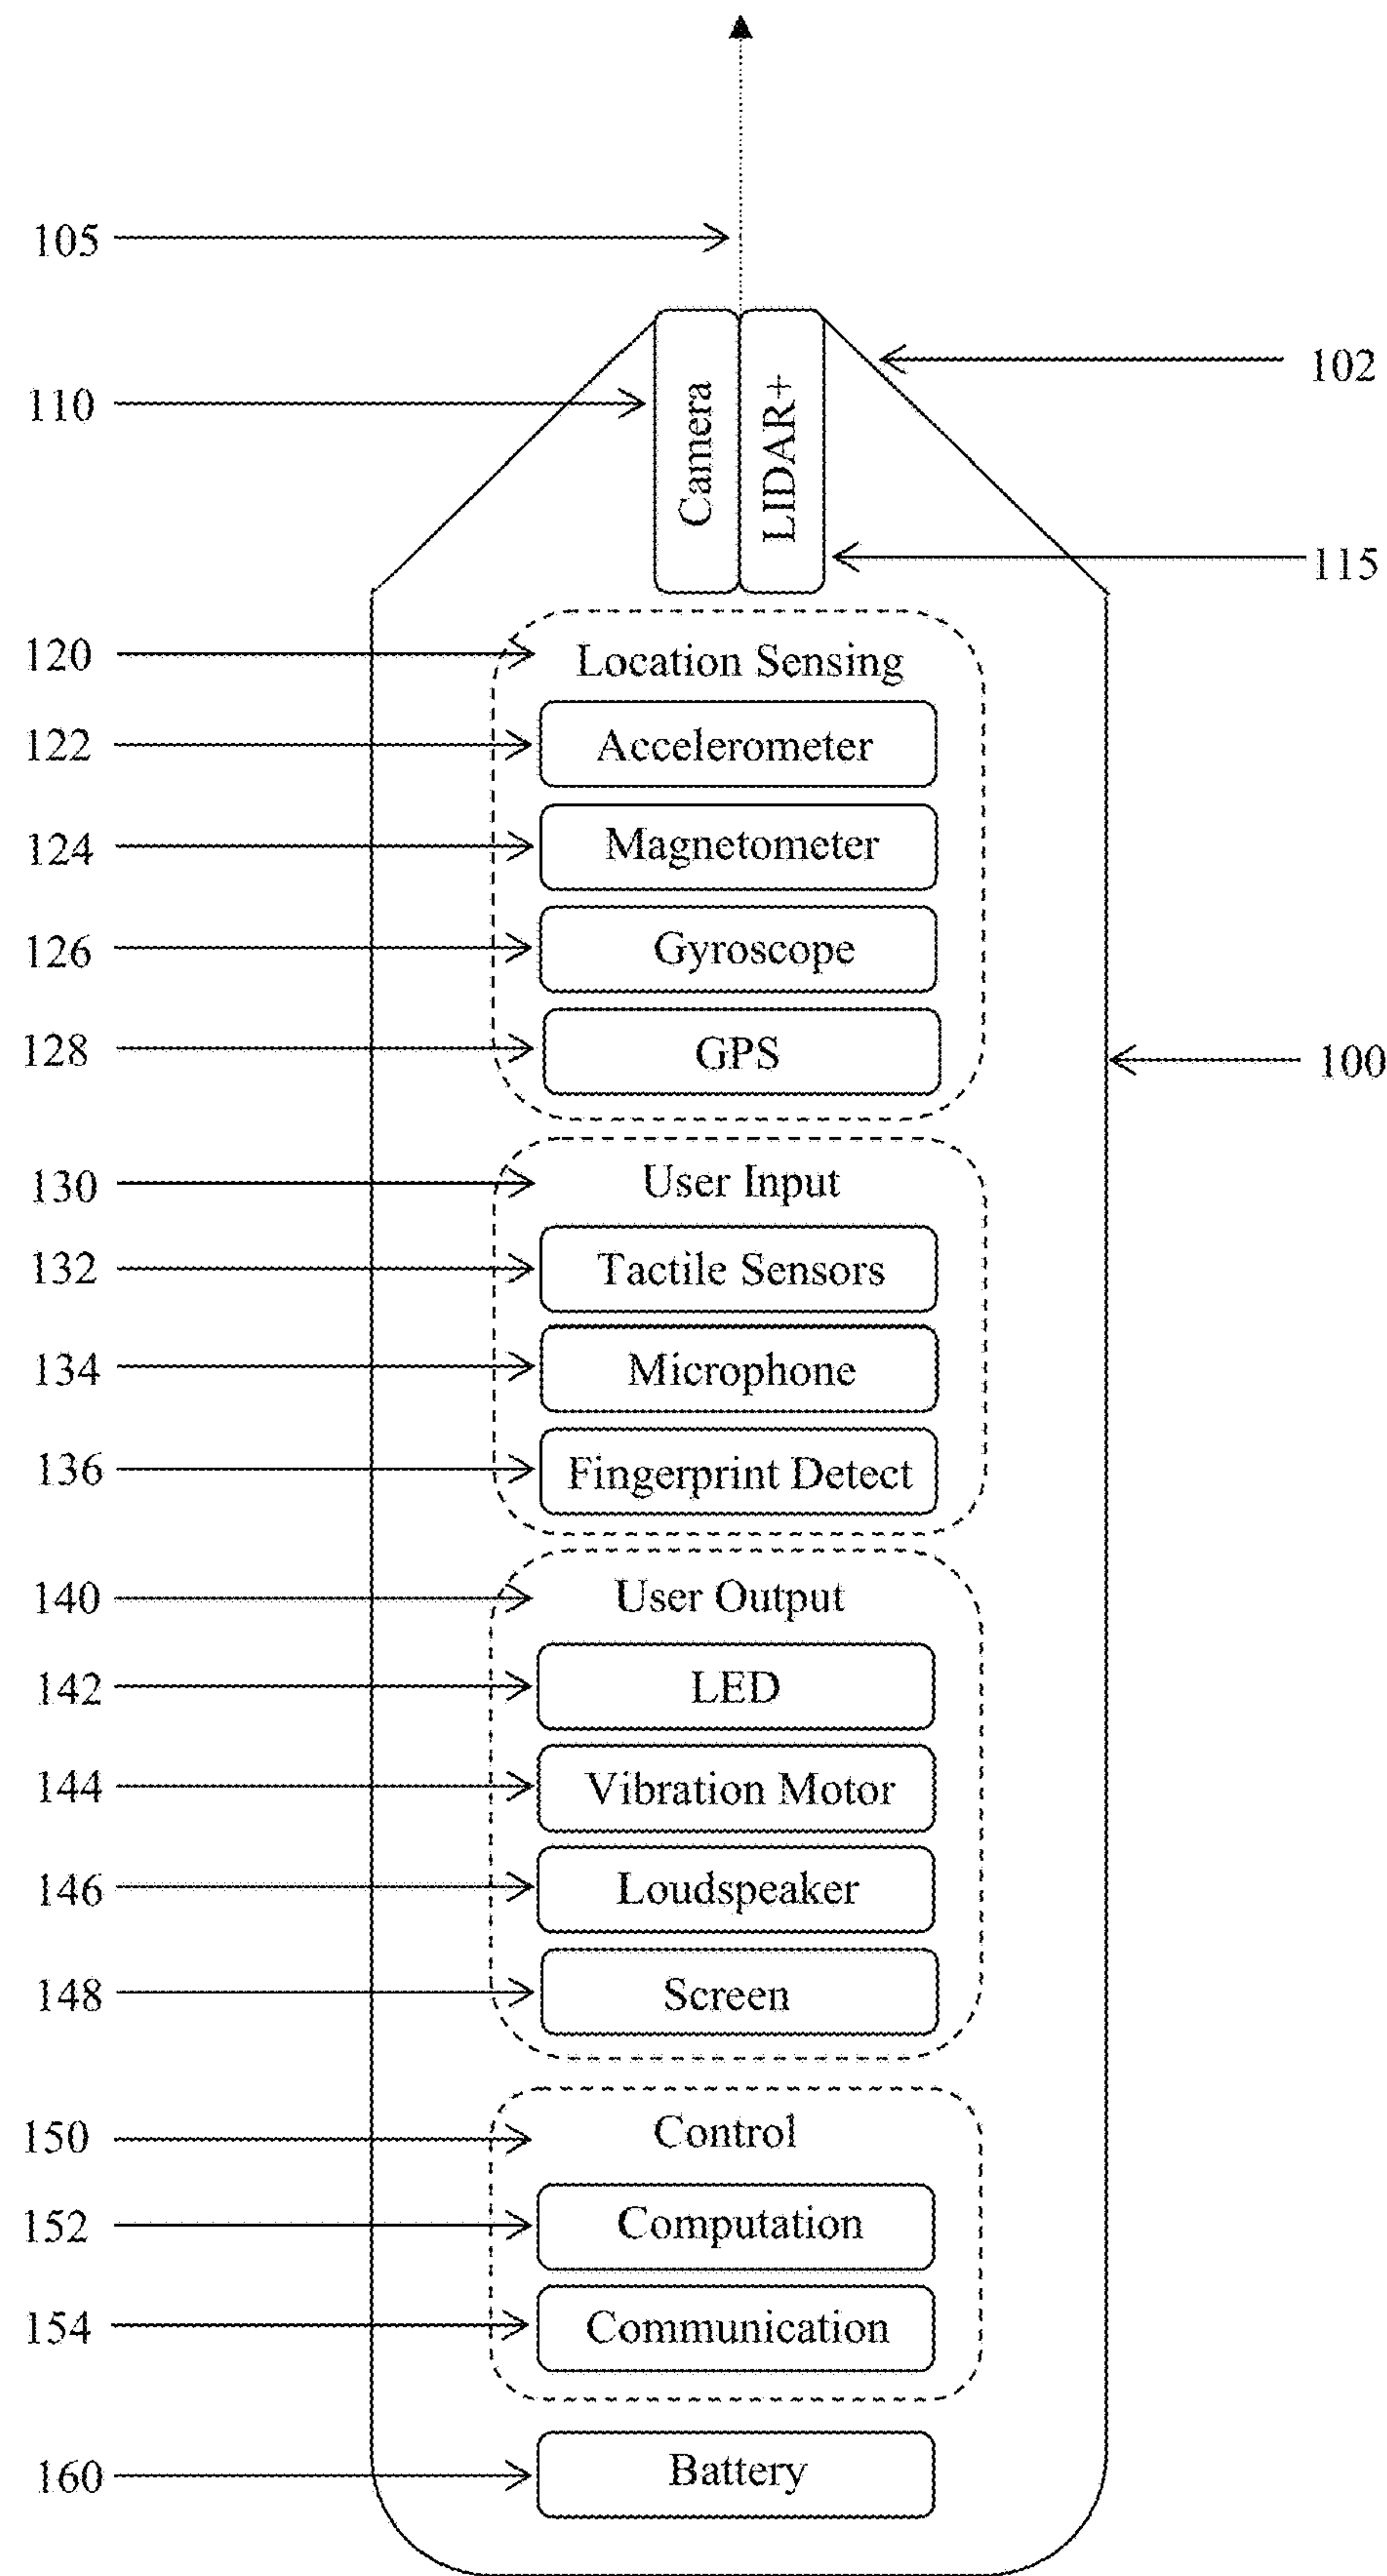 105
102
110
Camera
LIDAR+
115
120
Location Sensing
122
Accelerometer
124
Magnetometer
126
Gyroscope
128
GPS
100
130
User Input
132
Tactile Sensors
134
Microphone
136
Fingerprint Detect
140
User Output
142
LED
144
Vibration Motor
146
Loudspeaker
148
Screen
150
Control
152
Computation
154
Communication
160
Battery